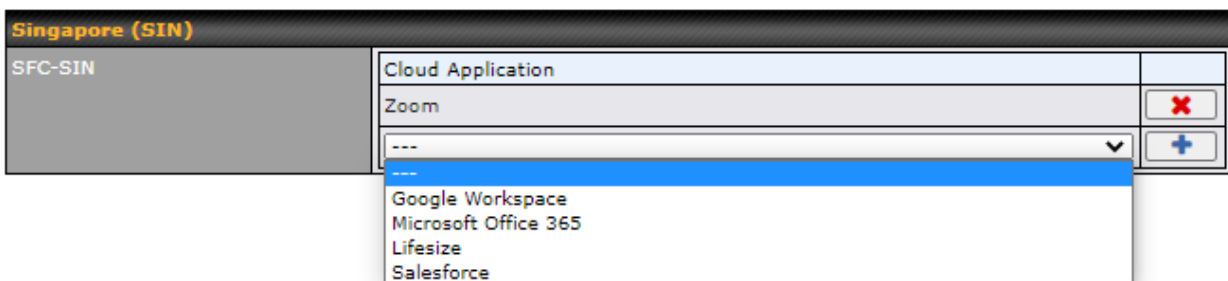 Singapore (SIN)
SFC-SIN
Cloud Application
Zoom
---
---
Google Workspace
Microsoft Office 365
Lifesize
Salesforce